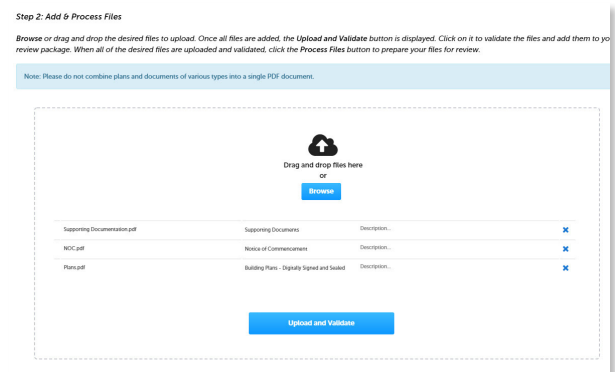 Step 2: Add & Process Files
Browse or drag and drop the desired files to upload. Once all files are added, the Upload and Validate button is displayed. Click on it to validate the files and add them to yo
review package. When all of the desired files are uploaded and validated, click the Process Files button to prepare your files for review.
Note: Please do not combine plans and documents of various types into a single PDF document.
Drag and drop files here
or
Browse
Supporting Documentation.pdf Supporting Documents Description...
NOC.pdf Notice of Commencement Description...
Plans.pdf Building Plans - Digitally Signed and Sealed Description...
Upload and Validate